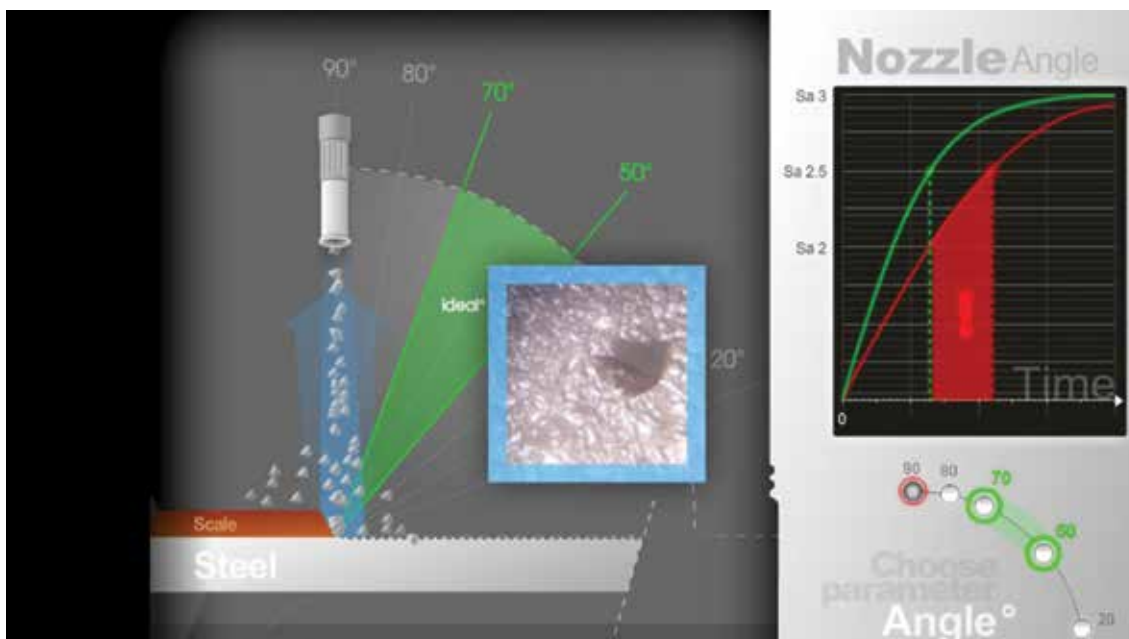 90°
80°
70°
50°
ideal°
20°
Scale
Steel
Nozzle Angle
Sa 3
Sa 2.5
Sa 2
!
Time
0
90
80
70
50
20
Choose
parameter
Angle°